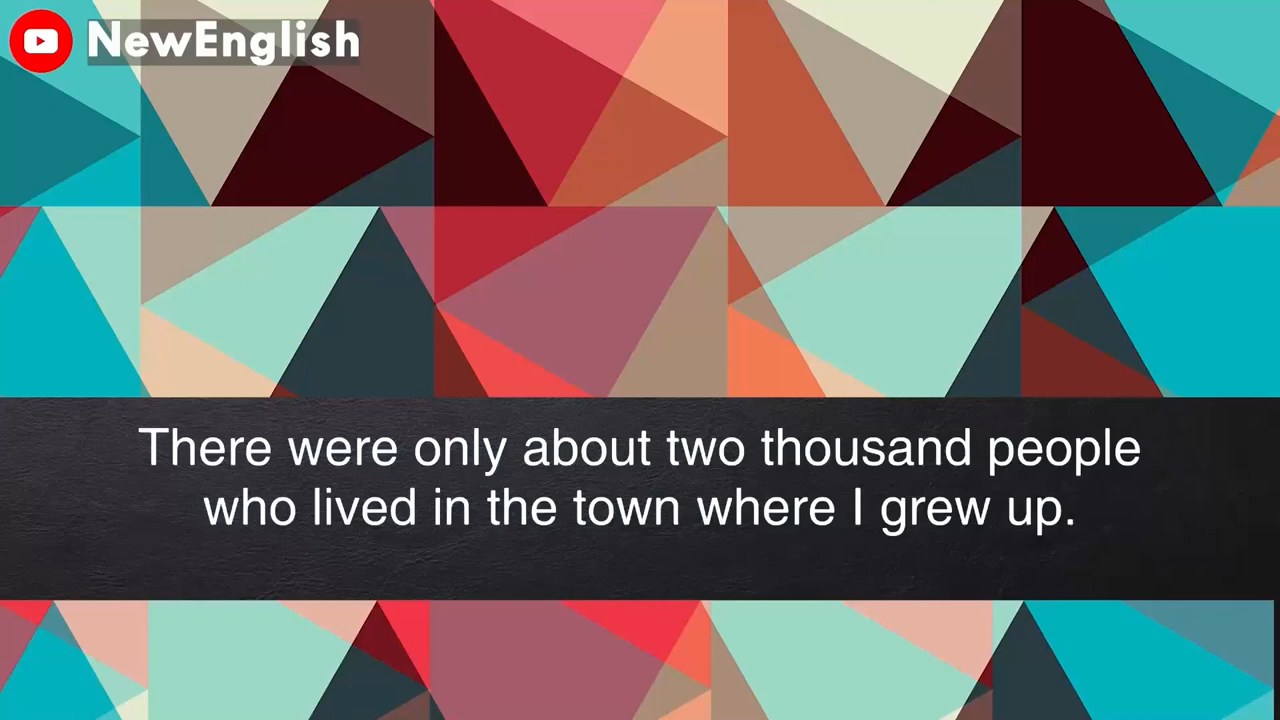 NewEnglish
There were only about two thousand people
who lived in the town where I grew up.